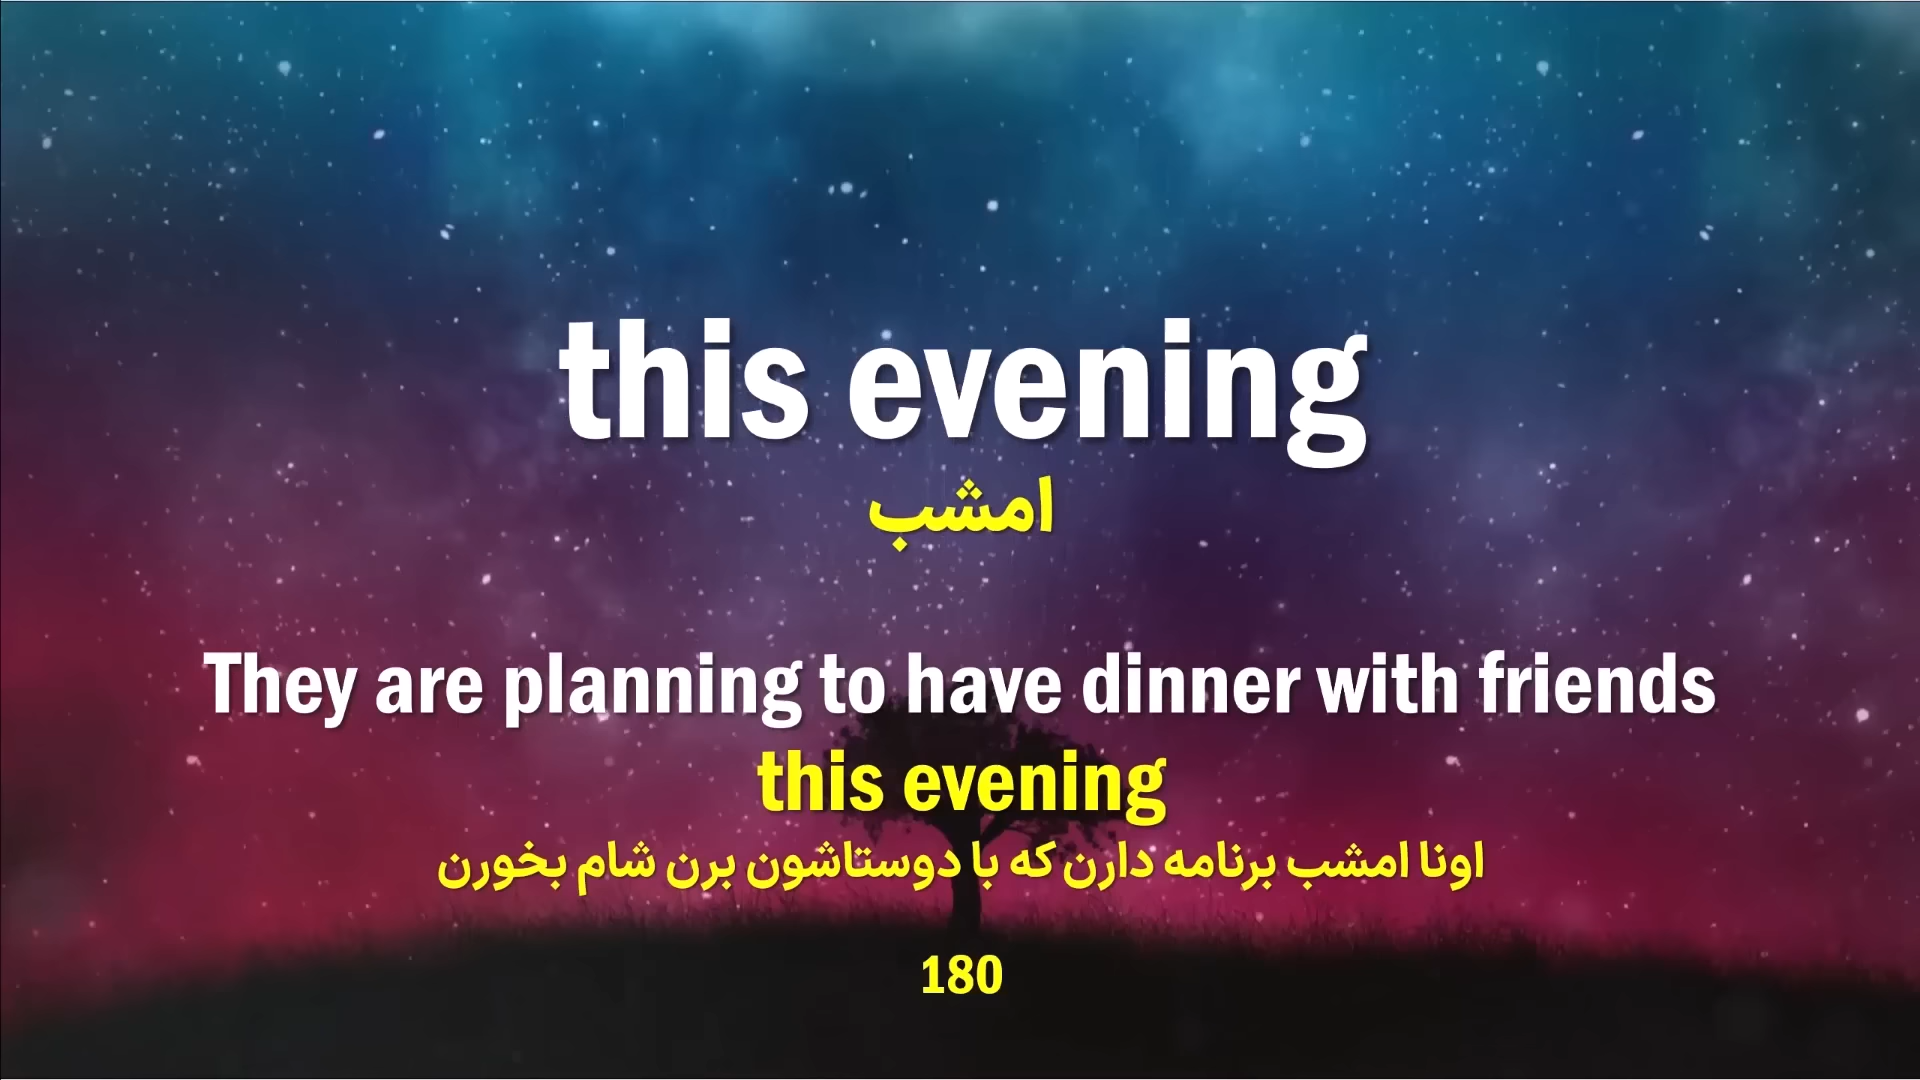 this evening
امشب
They are planning to have dinner with friends
this evening
اونا امشب برنامه دارن که با دوستاشون برن شام بخورن
180